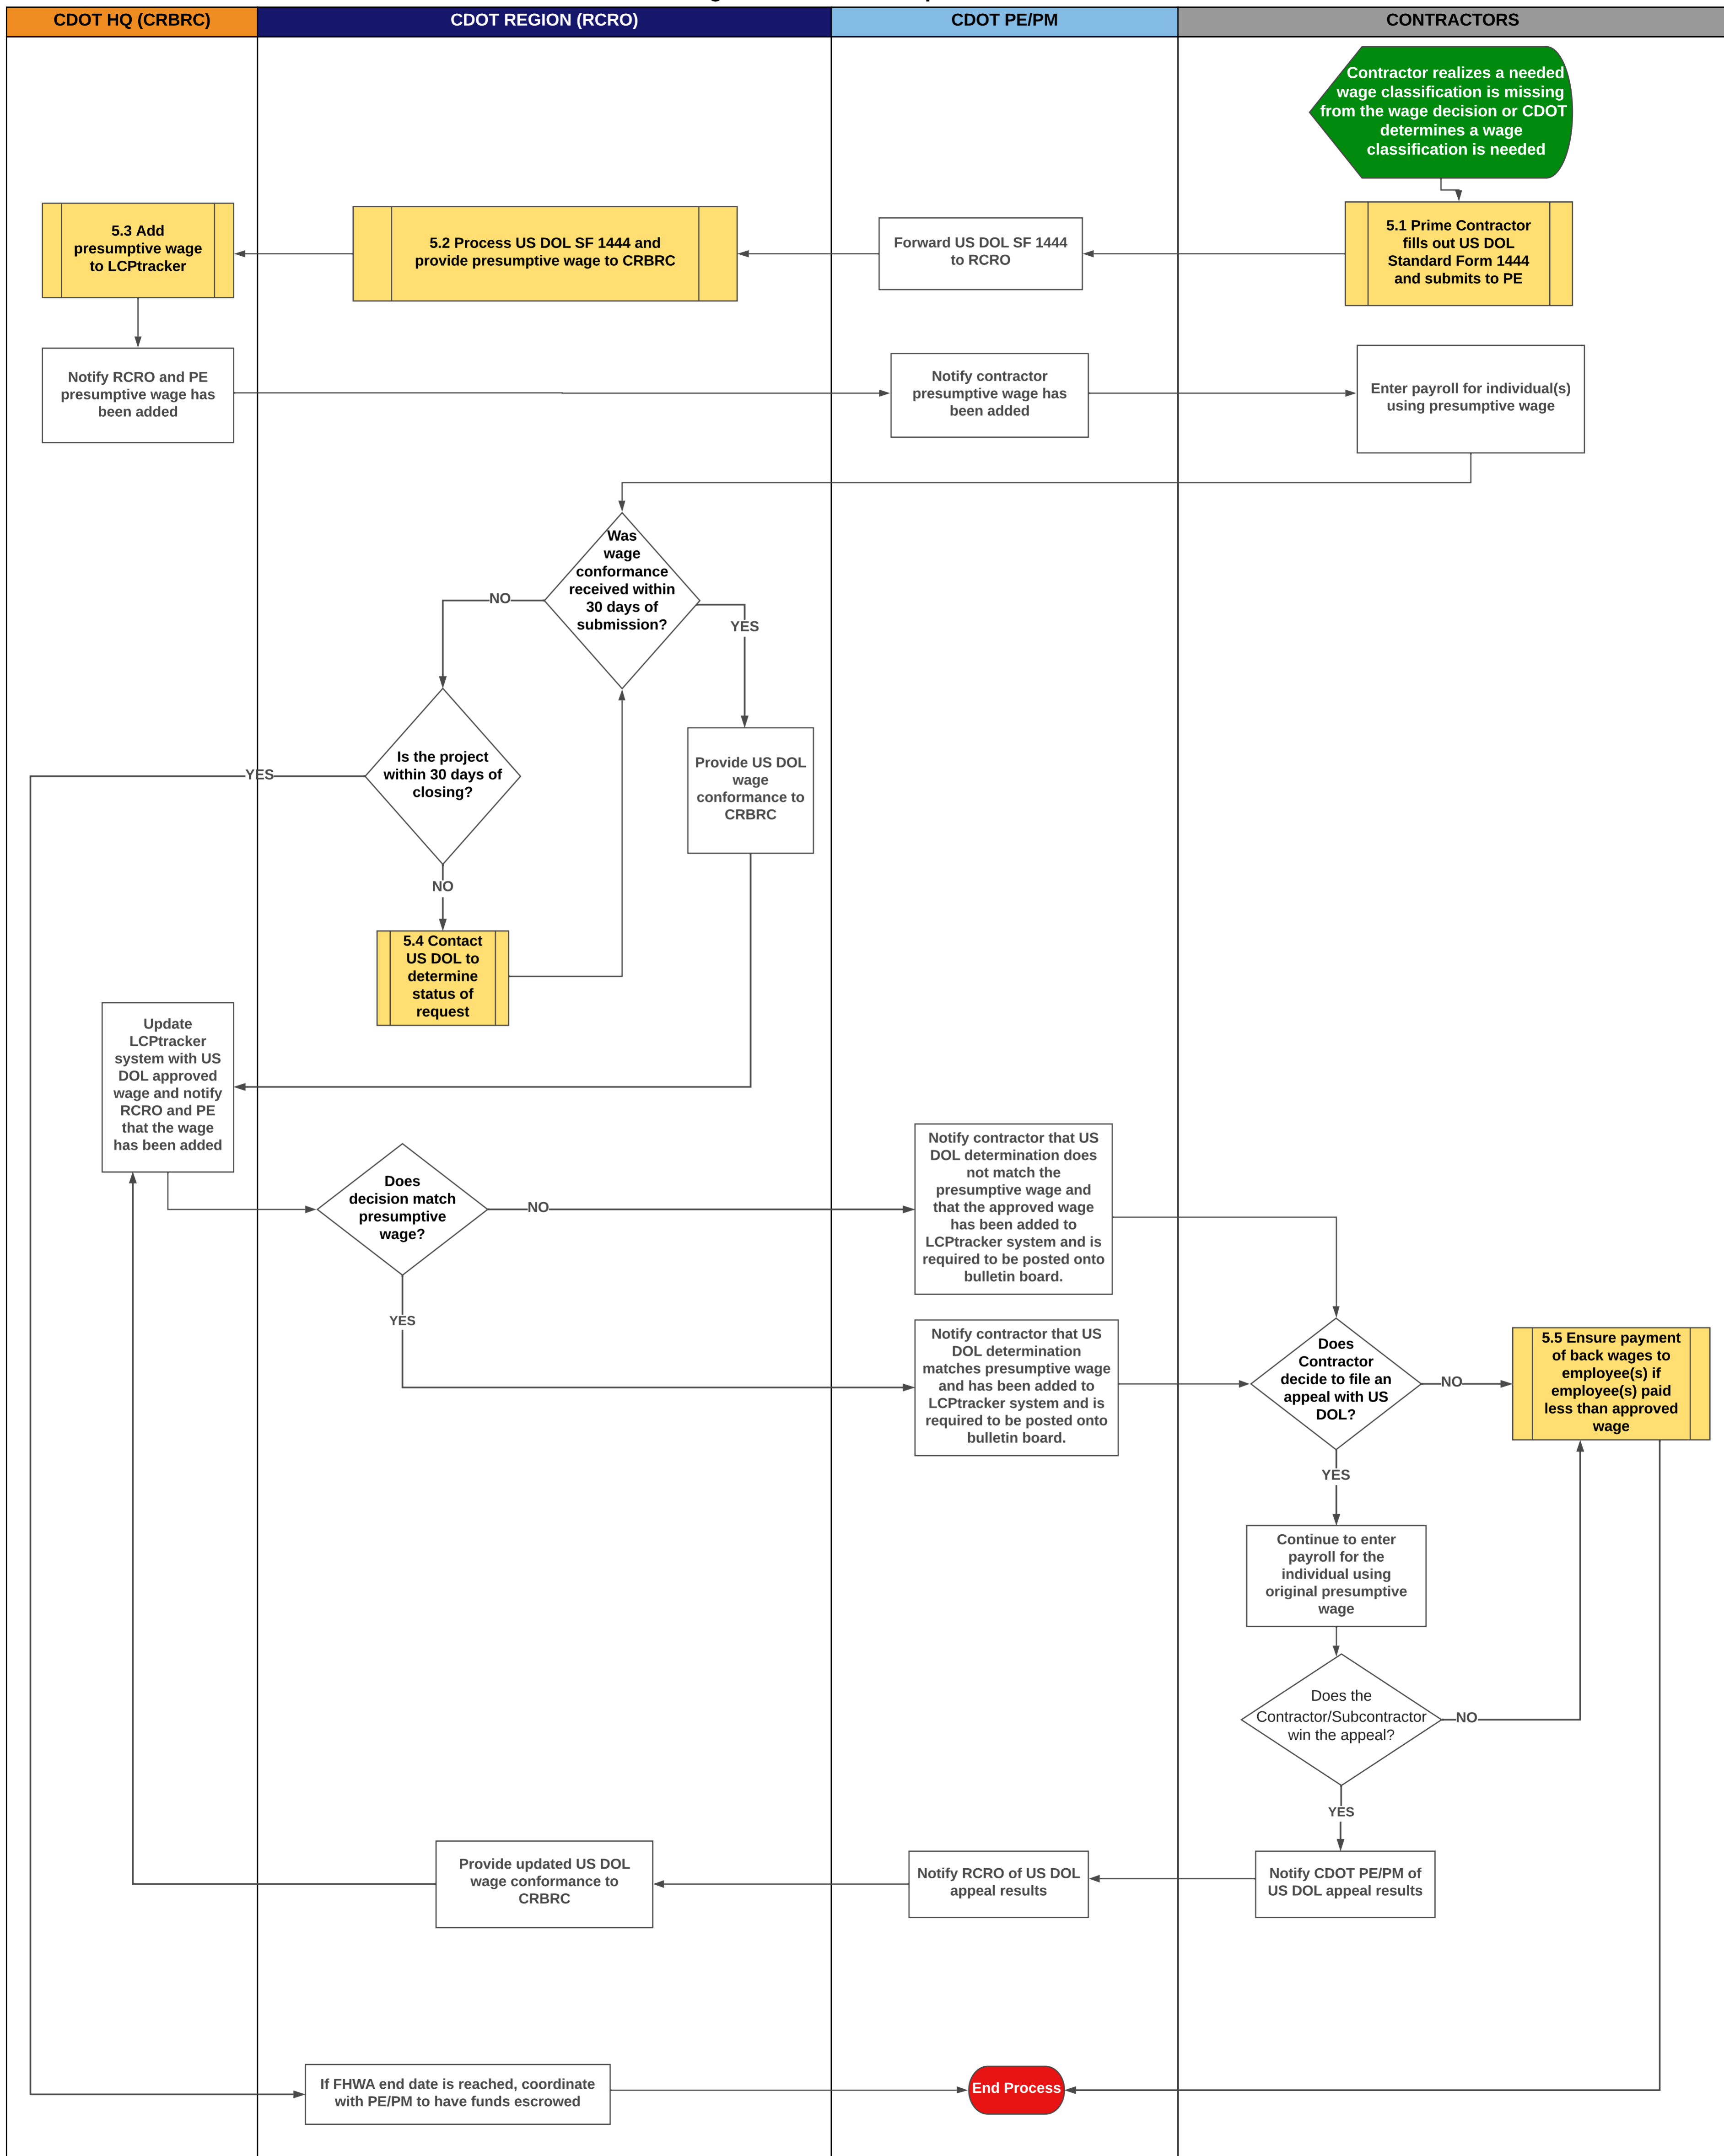 CDOT HQ (CRBRC)
CDOT REGION (RCRO)
CDOT PE/PM
CONTRACTORS
Contractor realizes a needed
wage classification is missing
from the wage decision or CDOT
determines a wage
classification is needed
5.3 Add
presumptive wage
to LCPtracker
5.2 Process US DOL SF 1444 and
provide presumptive wage to CRBRC
Forward US DOL SF 1444
to RCRO
5.1 Prime Contractor
fills out US DOL
Standard Form 1444
and submits to PE
Notify RCRO and PE
presumptive wage has
been added
Notify contractor
presumptive wage has
been added
Enter payroll for individual(s)
using presumptive wage
Was
wage
conformance
received within
30 days of
submission?
NO
YES
Is the project
within 30 days of
closing?
YES
NO
Provide US DOL
wage
conformance to
CRBRC
5.4 Contact
US DOL to
determine
status of
request
Update
LCPtracker
system with US
DOL approved
wage and notify
RCRO and PE
that the wage
has been added
Does
decision match
presumptive
wage?
NO
YES
Notify contractor that US
DOL determination does
not match the
presumptive wage and
that the approved wage
has been added to
LCPtracker system and is
required to be posted onto
bulletin board.
Notify contractor that US
DOL determination
matches presumptive wage
and has been added to
LCPtracker system and is
required to be posted onto
bulletin board.
Does
Contractor
decide to file an
appeal with US
DOL?
NO
YES
5.5 Ensure payment
of back wages to
employee(s) if
employee(s) paid
less than approved
wage
Continue to enter
payroll for the
individual using
original presumptive
wage
Does the
Contractor/Subcontractor
win the appeal?
NO
YES
Provide updated US DOL
wage conformance to
CRBRC
Notify RCRO of US DOL
appeal results
Notify CDOT PE/PM of
US DOL appeal results
If FHWA end date is reached, coordinate
with PE/PM to have funds escrowed
End Process